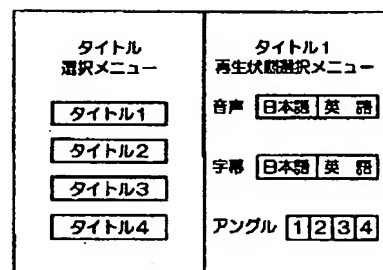 タイトル
選択メニュー
タイトル1
タイトル2
タイトル3
タイトル4
タイトル1
再生状態選択メニュー
音声 日本語 英 語
字幕 日本語 英 語
アングル 1 2 3 4